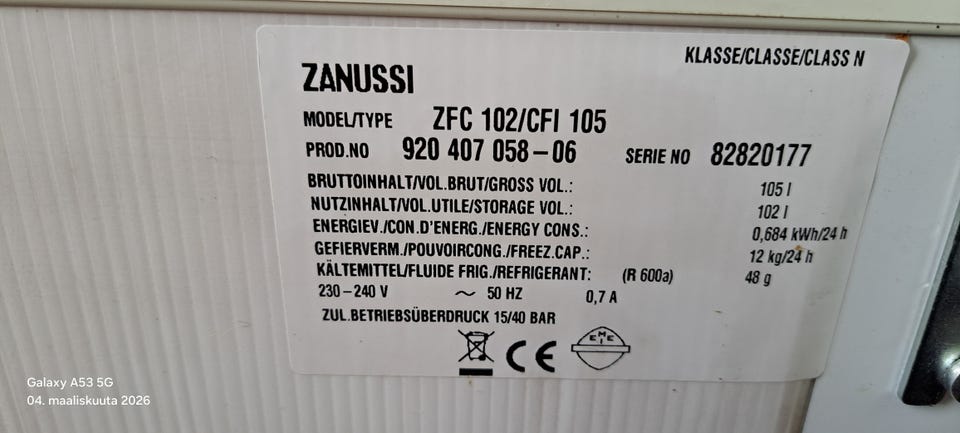 KLASSE/CLASSE/CLASS N
ZANUSSI
MODEL/TYPE ZFC 102/CFI 105
PROD.NO 920 407 058-06 SERIE NO 82820177
BRUTTOINHALT/VOL.BRUT/GROSS VOL.: 105 l
NUTZINHALT/VOL.UTILE/STORAGE VOL.: 102 l
ENERGIEV./CON.D'ENERG./ENERGY CONS.: 0,684 kWh/24 h
GEFIERVERM./POUVOIRCONG./FREEZ.CAP.: 12 kg/24 h
KÄLTEMITTEL/FLUIDE FRIG./REFRIGERANT: (R 600a) 48 g
230-240 V ~ 50 HZ 0,7 A
ZUL.BETRIEBSÜBERDRUCK 15/40 BAR
CE EMEI
Galaxy A53 5G
04. maaliskuuta 2026